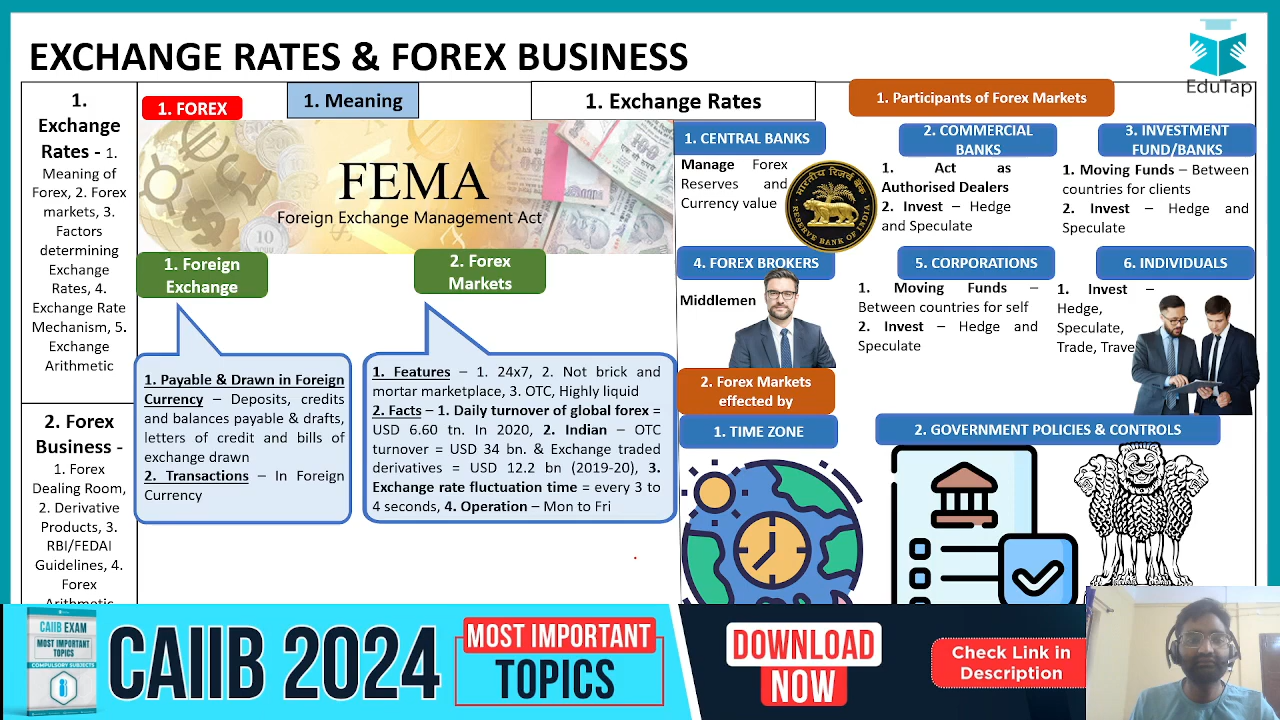 EXCHANGE RATES & FOREX BUSINESS
EduTap
1.
Exchange
Rates - 1.
Meaning of
Forex, 2. Forex
markets, 3.
Factors
determining
Exchange
Rates, 4.
Exchange Rate
Mechanism, 5.
Exchange
Arithmetic
2. Forex
Business -
1. Forex
Dealing Room,
2. Derivative
Products, 3.
RBI/FEDAI
Guidelines, 4.
Forex
Arithmetic
1. FOREX
1. Meaning
1. Exchange Rates
FEMA
Foreign Exchange Management Act
10
1. Foreign
Exchange
2. Forex
Markets
1. Payable & Drawn in Foreign
Currency – Deposits, credits
and balances payable & drafts,
letters of credit and bills of
exchange drawn
2. Transactions – In Foreign
Currency
1. Features – 1. 24x7, 2. Not brick and
mortar marketplace, 3. OTC, Highly liquid
2. Facts – 1. Daily turnover of global forex =
USD 6.60 tn. In 2020, 2. Indian – OTC
turnover = USD 34 bn. & Exchange traded
derivatives = USD 12.2 bn (2019-20), 3.
Exchange rate fluctuation time = every 3 to
4 seconds, 4. Operation – Mon to Fri
1. Participants of Forex Markets
1. CENTRAL BANKS
Manage Forex
Reserves and
Currency value
भारतीय रिज़र्व बैंक
RESERVE BANK OF INDIA
2. COMMERCIAL
BANKS
1. Act as
Authorised Dealers
2. Invest – Hedge
and Speculate
3. INVESTMENT
FUND/BANKS
1. Moving Funds – Between
countries for clients
2. Invest – Hedge and
Speculate
4. FOREX BROKERS
Middlemen
5. CORPORATIONS
1. Moving Funds –
Between countries for self
2. Invest – Hedge and
Speculate
6. INDIVIDUALS
1. Invest –
Hedge,
Speculate,
Trade, Trave
2. Forex Markets
effected by
1. TIME ZONE
2. GOVERNMENT POLICIES & CONTROLS
CAIIB EXAM
MOST IMPORTANT
TOPICS
COMPULSORY SUBJECTS
CAIIB 2024
MOST IMPORTANT
TOPICS
DOWNLOAD
NOW
Check Link in
Description